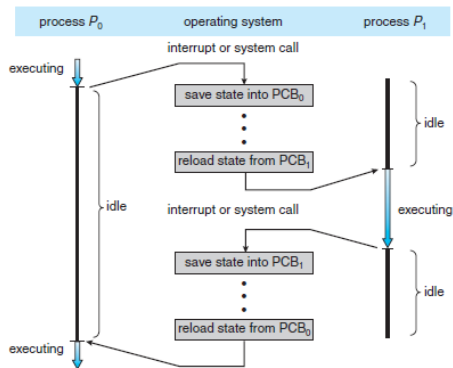 process P0 operating system process P1
interrupt or system call
executing
save state into PCB0
idle
reload state from PCB1
idle
interrupt or system call
executing
save state into PCB1
idle
reload state from PCB0
executing